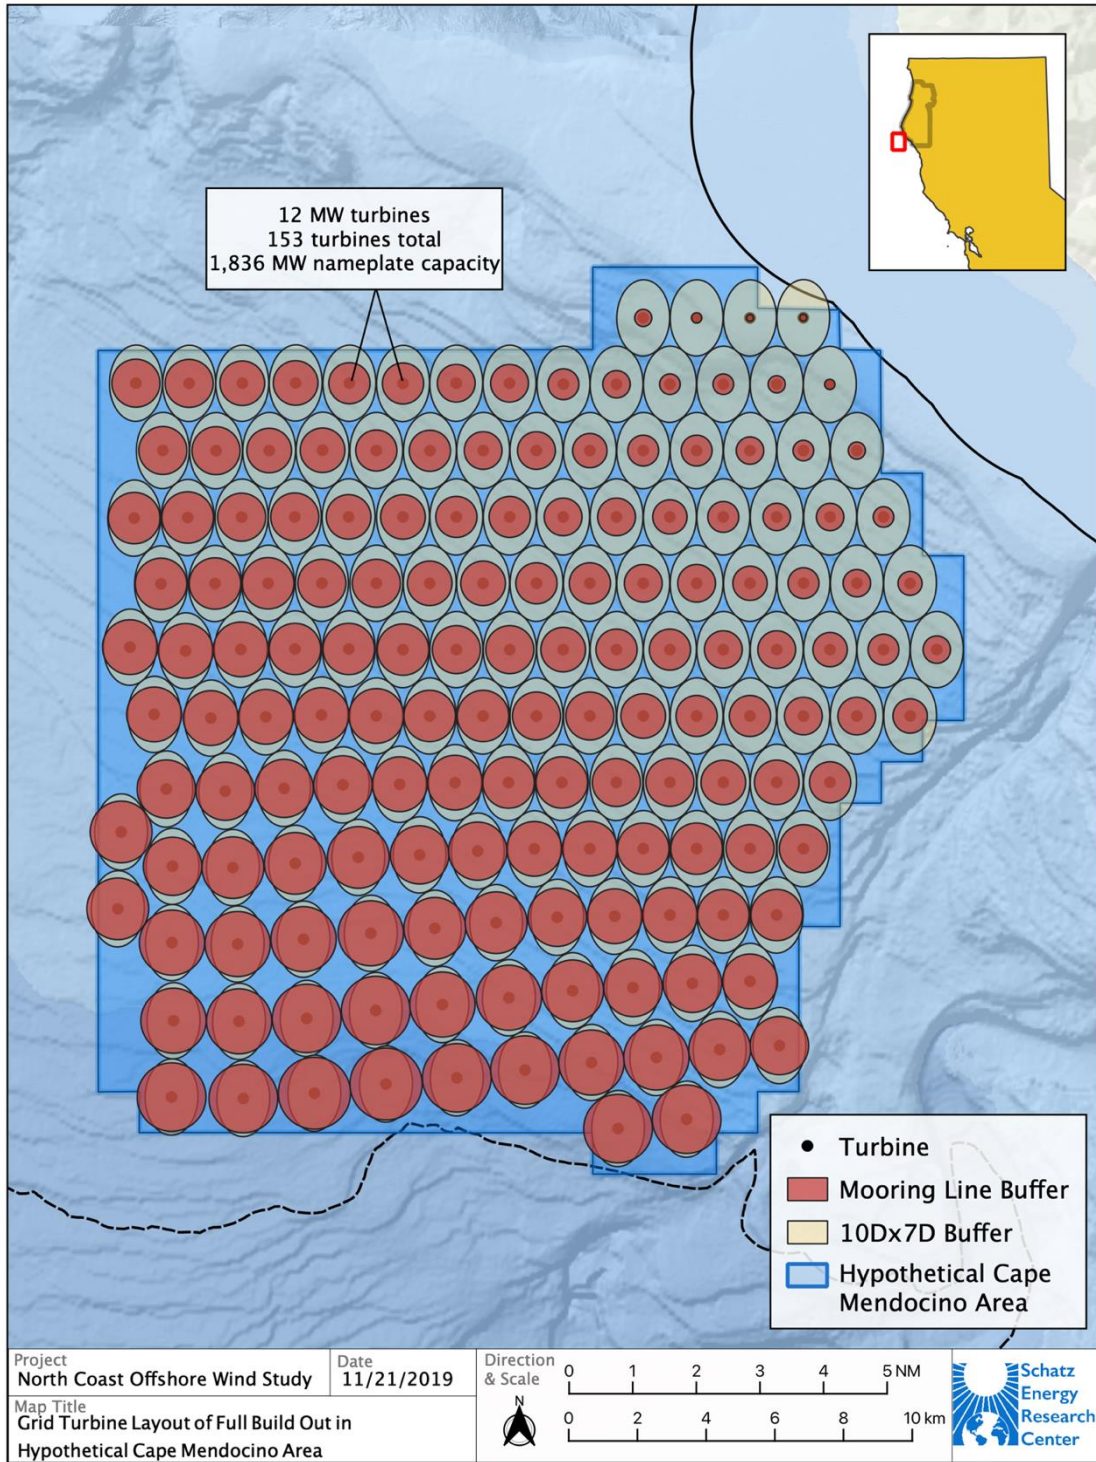 12 MW turbines
153 turbines total
1,836 MW nameplate capacity
Turbine
Mooring Line Buffer
10Dx7D Buffer
Hypothetical Cape
Mendocino Area
Project
North Coast Offshore Wind Study
Date
11/21/2019
Map Title
Grid Turbine Layout of Full Build Out in
Hypothetical Cape Mendocino Area
Direction
& Scale
N
0 1 2 3 4 5 NM
0 2 4 6 8 10 km
Schatz
Energy
Research
Center